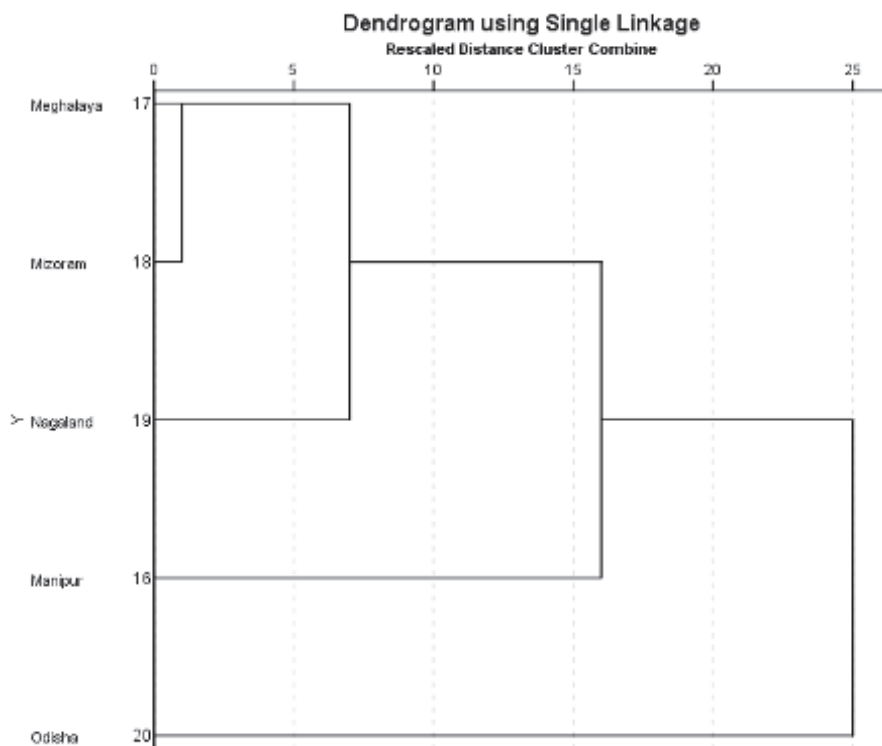 Dendrogram using Single Linkage
Rescaled Distance Cluster Combine
0 5 10 15 20 25
Meghalaya 17
Mizoram 18
Y Nagaland 19
Manipur 16
Odisha 20